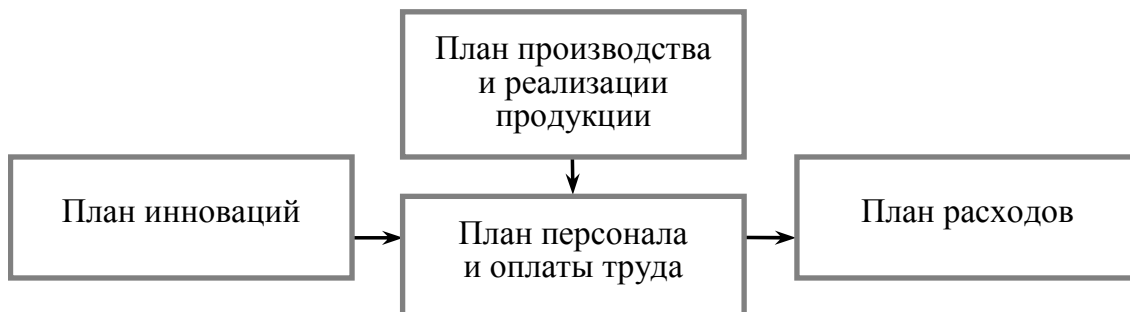 План производства
и реализации
продукции
План инноваций
План персонала
и оплаты труда
План расходов